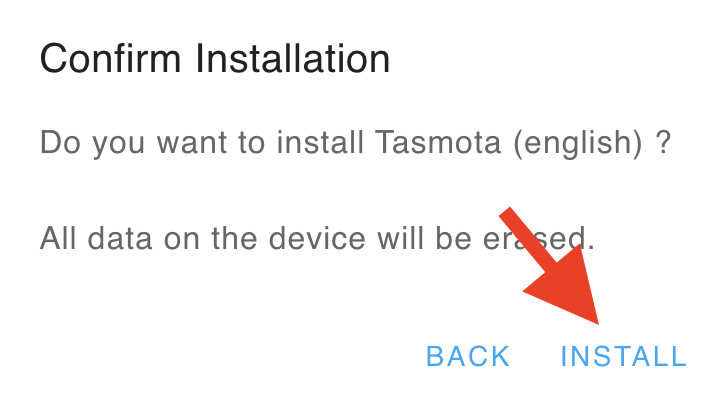 Confirm Installation
Do you want to install Tasmota (english) ?
All data on the device will be erased.
BACK INSTALL